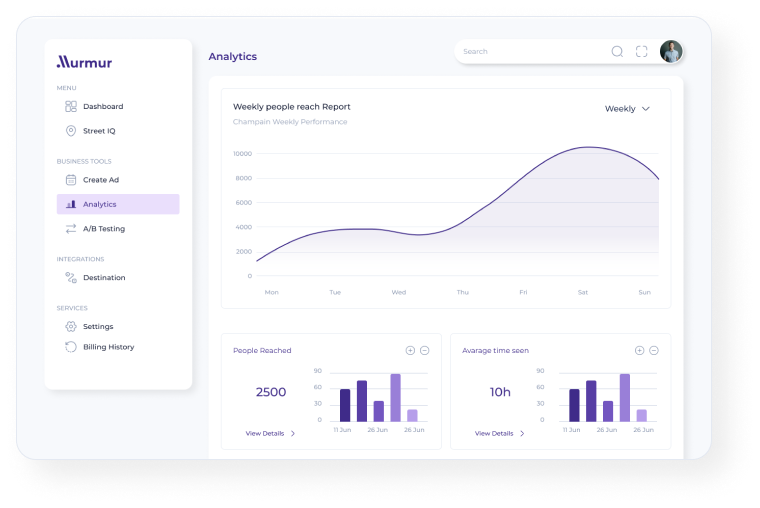 Murmur
MENU
Dashboard
Street IQ
BUSINESS TOOLS
Create Ad
Analytics
A/B Testing
INTEGRATIONS
Destination
SERVICES
Settings
Billing History
Analytics
Search
Weekly people reach Report
Weekly
Champain Weekly Performance
10000
8000
6000
4000
2000
0
Mon Tue Wed Thu Fri Sat Sun
People Reached
2500
View Details
90
60
30
0
11 Jun 26 Jun 26 Jun
Avarage time seen
10h
View Details
90
60
30
0
11 Jun 26 Jun 26 Jun